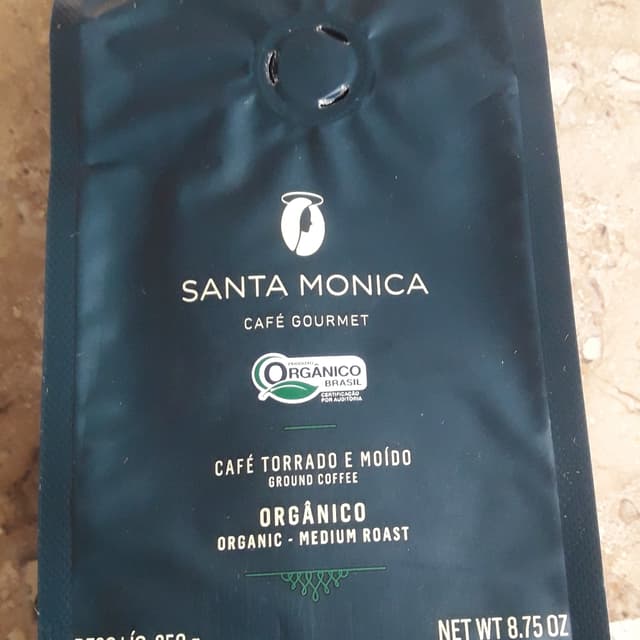 SANTA MONICA
CAFÉ GOURMET
PRODUTO
ORGÂNICO
BRASIL
CERTIFICAÇÃO
POR AUDITORIA
CAFÉ TORRADO E MOÍDO
GROUND COFFEE
ORGÂNICO
ORGANIC - MEDIUM ROAST
NET WT 8.75 OZ